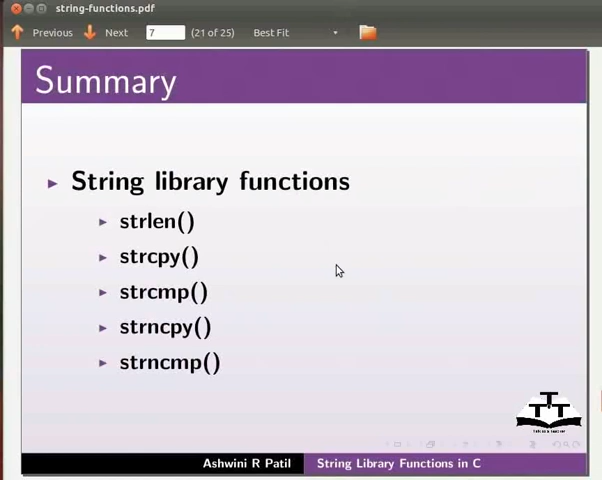 string-functions.pdf
Previous Next 7 (21 of 25) Best Fit
Summary
String library functions
strlen()
strcpy()
strcmp()
strncpy()
strncmp()
Ashwini R Patil String Library Functions in C